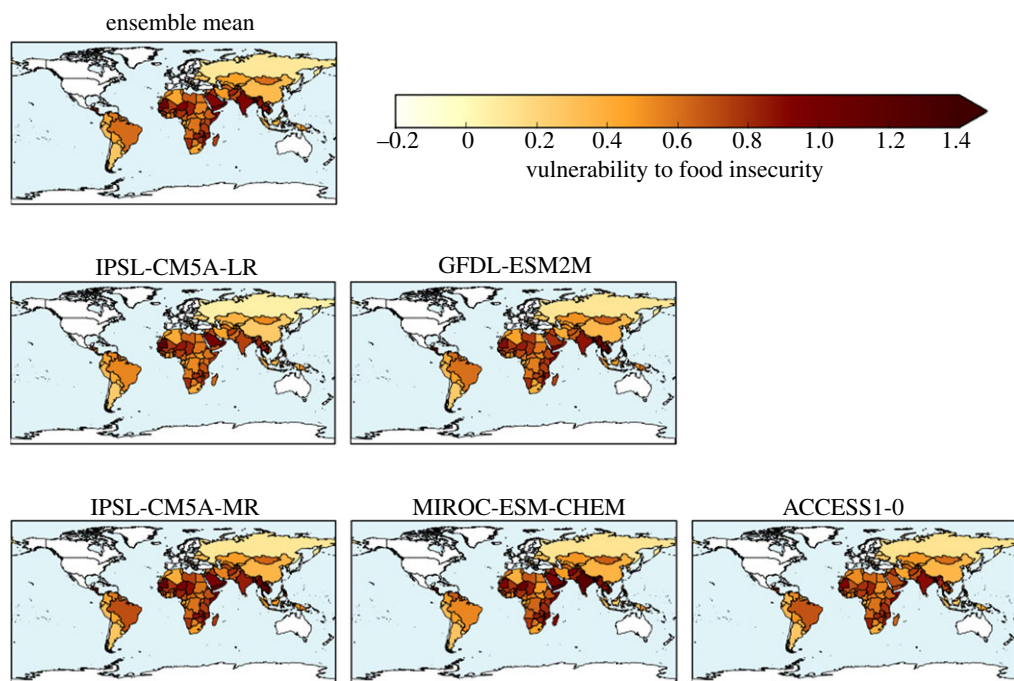 ensemble mean
–0.2 0 0.2 0.4 0.6 0.8 1.0 1.2 1.4
vulnerability to food insecurity
IPSL-CM5A-LR GFDL-ESM2M
IPSL-CM5A-MR MIROC-ESM-CHEM ACCESS1-0